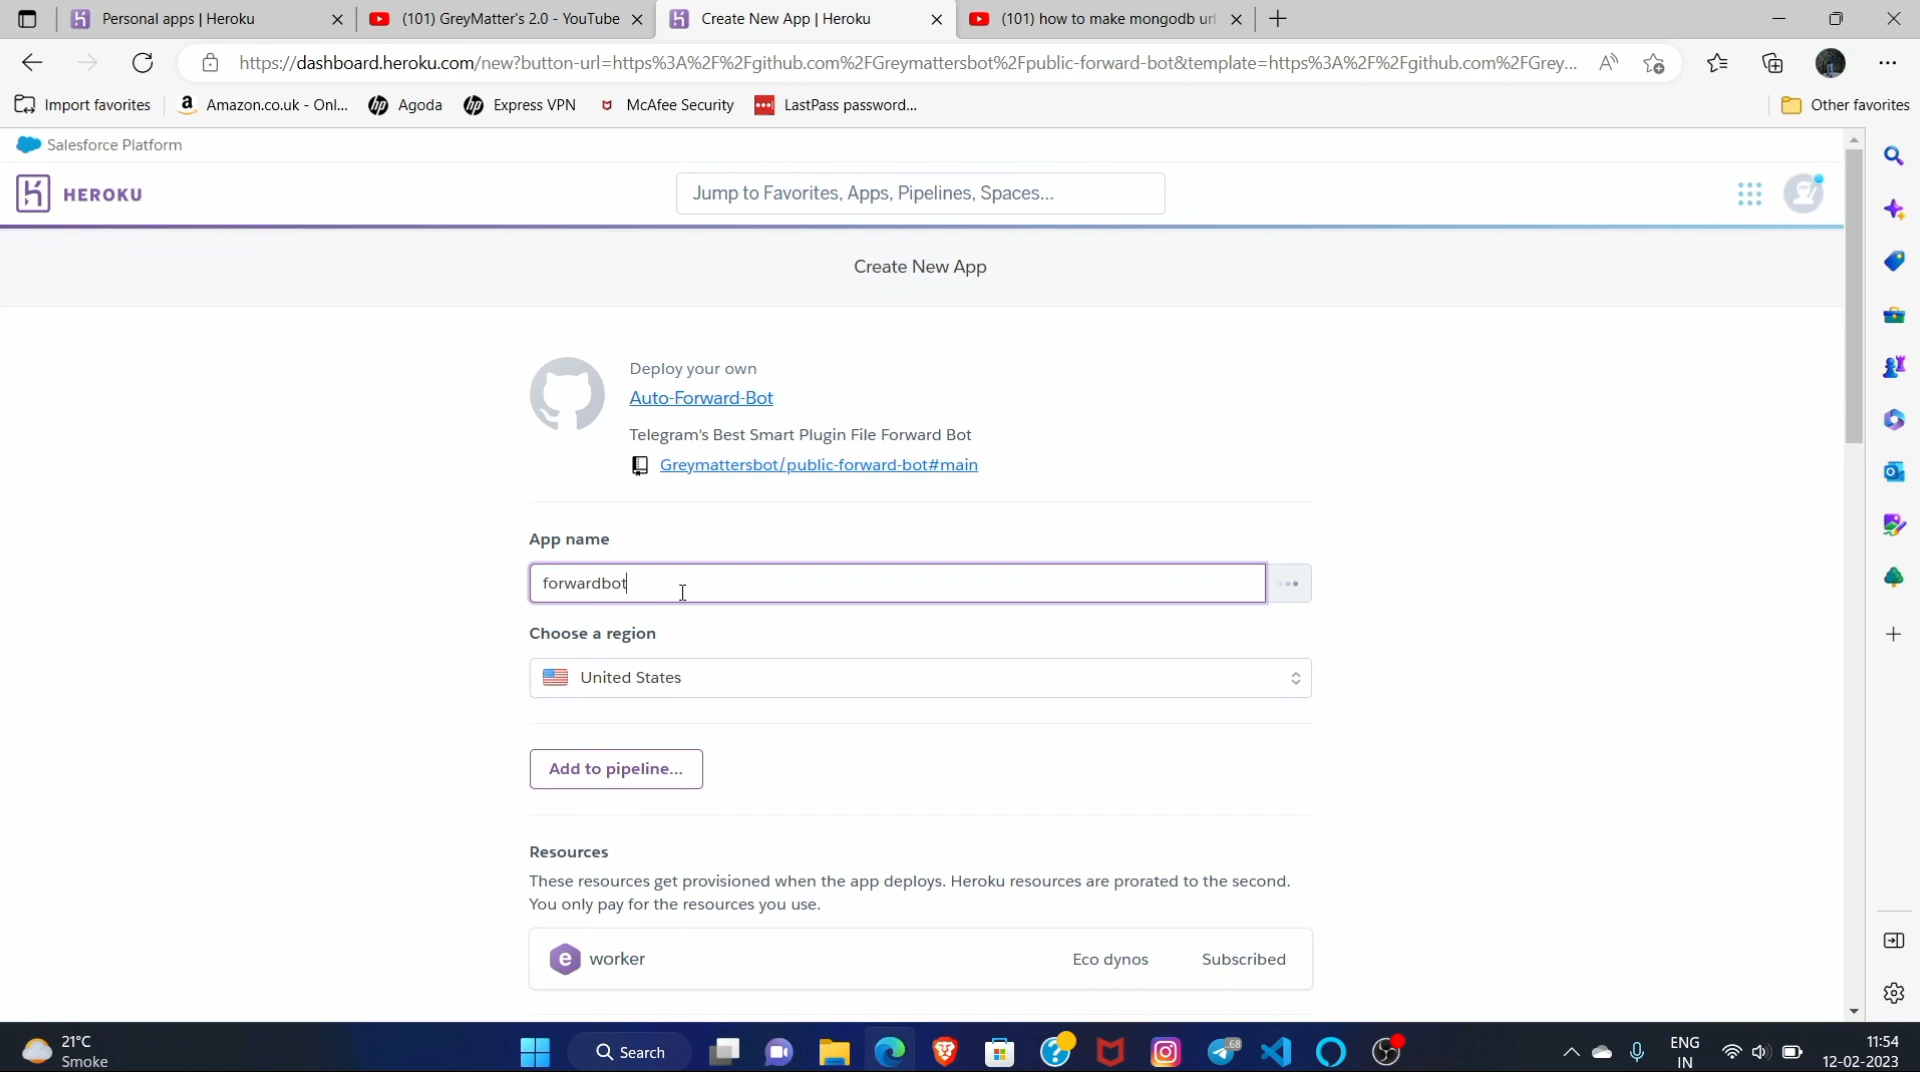 Personal apps | Heroku
(101) GreyMatter's 2.0 - YouTube
Create New App | Heroku
(101) how to make mongodb url
https://dashboard.heroku.com/new?button-url=https%3A%2F%2Fgithub.com%2FGreymattersbot%2Fpublic-forward-bot&template=https%3A%2F%2Fgithub.com%2FGrey...
Import favorites
Amazon.co.uk - Onl...
Agoda
Express VPN
McAfee Security
LastPass password...
Other favorites
Salesforce Platform
HEROKU
Jump to Favorites, Apps, Pipelines, Spaces...
Create New App
Deploy your own
Auto-Forward-Bot
Telegram's Best Smart Plugin File Forward Bot
Greymattersbot/public-forward-bot#main
App name
forwardbot
Choose a region
United States
Add to pipeline...
Resources
These resources get provisioned when the app deploys. Heroku resources are prorated to the second.
You only pay for the resources you use.
e worker Eco dynos Subscribed
21°C
Smoke
Search
68
ENG
IN
11:54
12-02-2023